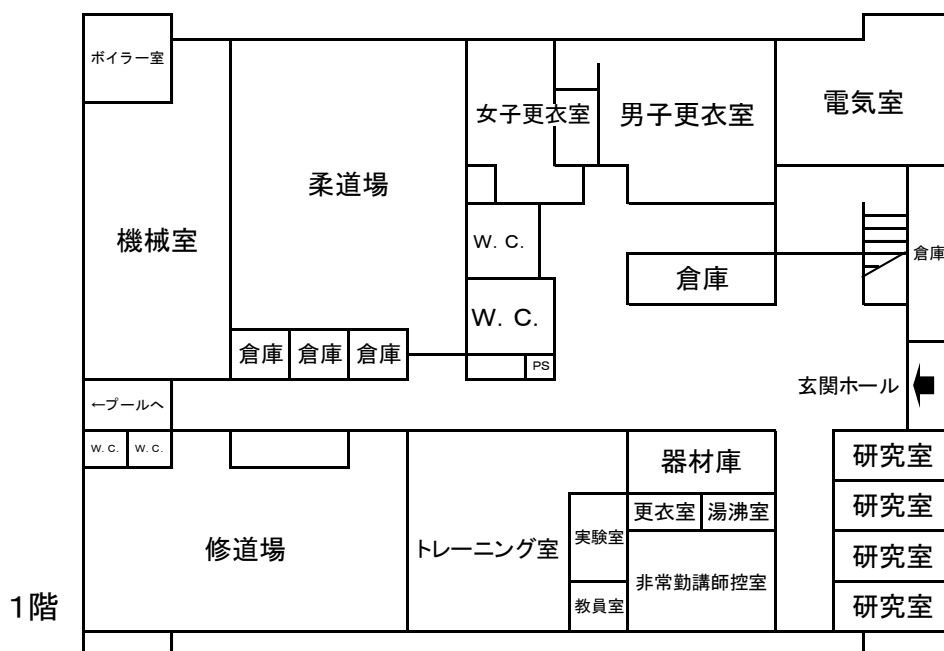 ボイラー室
女子更衣室
男子更衣室
電気室
柔道場
機械室
W. C.
倉庫
倉庫
W. C.
倉庫
倉庫
倉庫
PS
玄関ホール
←プールへ
W. C.
W. C.
器材庫
研究室
更衣室
湯沸室
研究室
修道場
トレーニング室
実験室
研究室
非常勤講師控室
教員室
研究室
1階